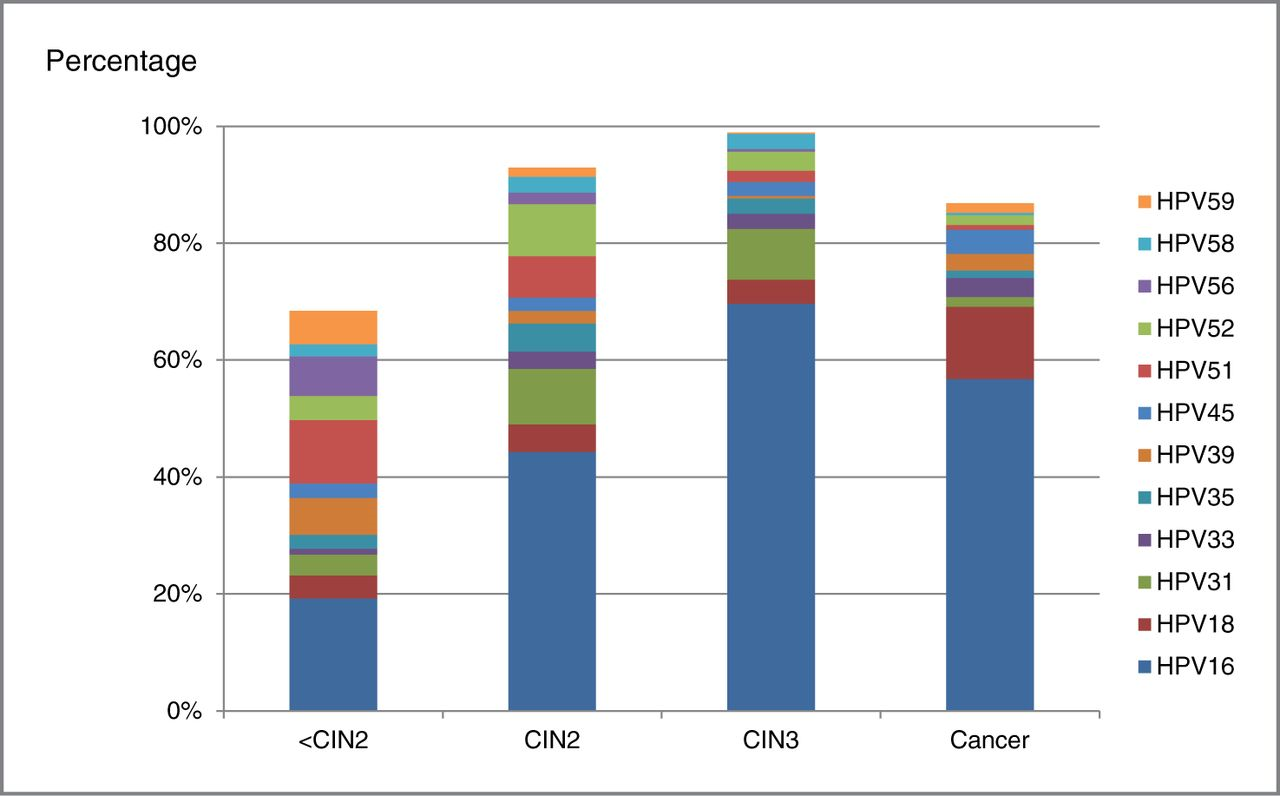 Percentage
100%
80%
60%
40%
20%
0%
<CIN2
CIN2
CIN3
Cancer
HPV59
HPV58
HPV56
HPV52
HPV51
HPV45
HPV39
HPV35
HPV33
HPV31
HPV18
HPV16